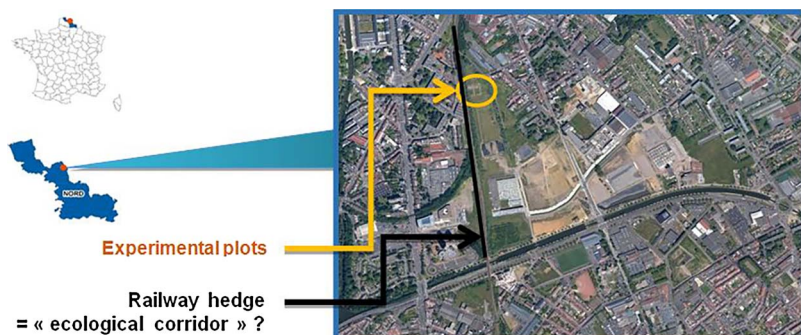 NORD
Experimental plots
Railway hedge
= « ecological corridor » ?